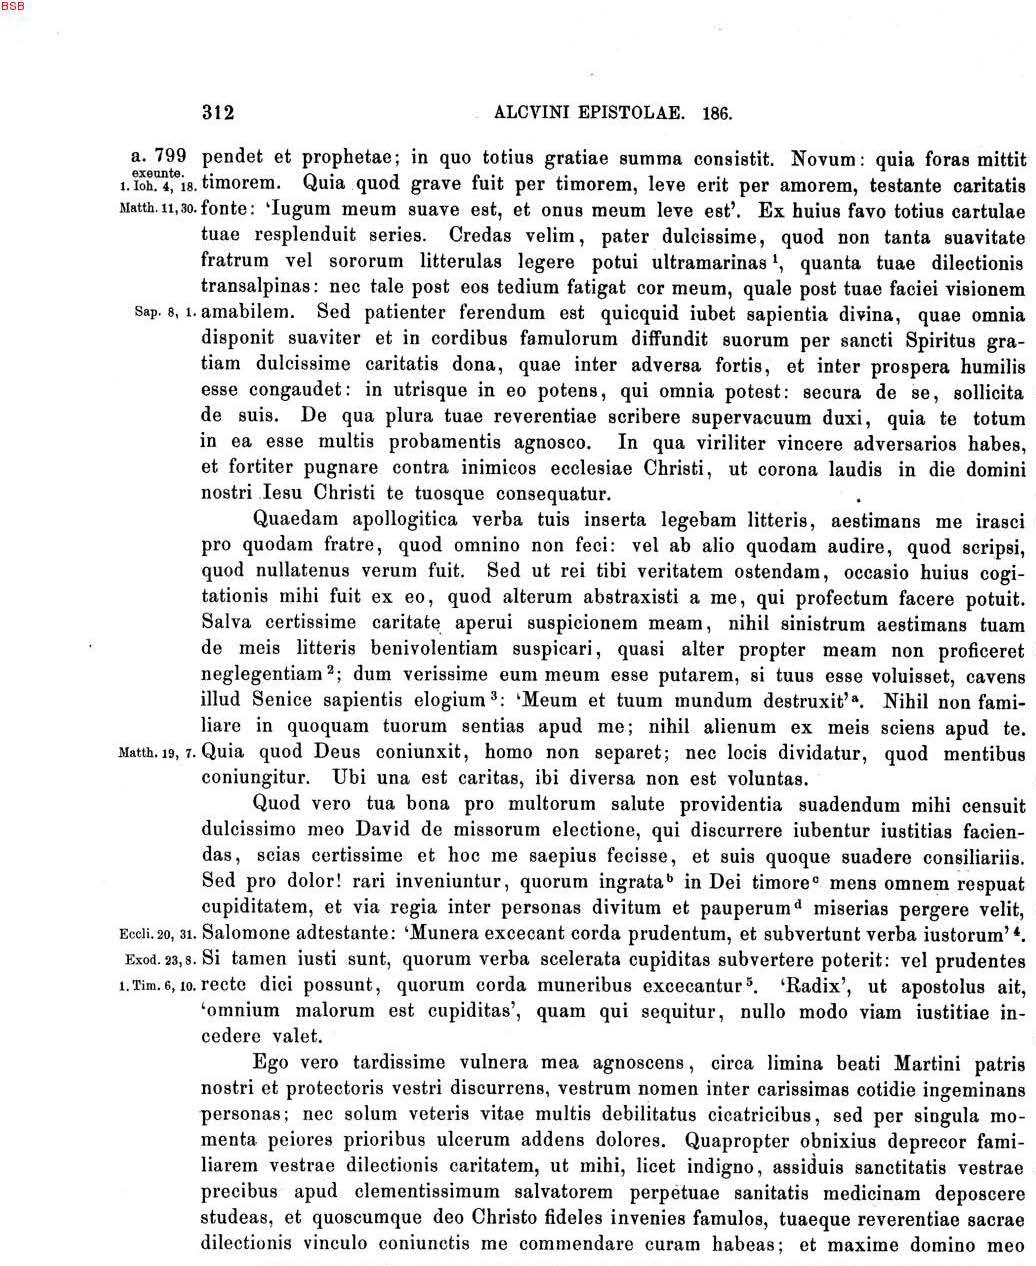 BSB
312 ALCVINI EPISTOLAE. 186.
a. 799 pendet et prophetae; in quo totius gratiae summa consistit. Novum: quia foras mittit
exeunte.
1. Ioh. 4, 18. timorem. Quia quod grave fuit per timorem, leve erit per amorem, testante caritatis
Matth. 11, 30. fonte: ‘Iugum meum suave est, et onus meum leve est’. Ex huius favo totius cartulae
tuae resplenduit series. Credas velim, pater dulcissime, quod non tanta suavitate
fratrum vel sororum litterulas legere potui ultramarinas¹, quanta tuae dilectionis
transalpinas: nec tale post eos tedium fatigat cor meum, quale post tuae faciei visionem
Sap. 8, 1. amabilem. Sed patienter ferendum est quicquid iubet sapientia divina, quae omnia
disponit suaviter et in cordibus famulorum diffundit suorum per sancti Spiritus gra-
tiam dulcissime caritatis dona, quae inter adversa fortis, et inter prospera humilis
esse congaudet: in utrisque in eo potens, qui omnia potest: secura de se, sollicita
de suis. De qua plura tuae reverentiae scribere supervacuum duxi, quia te totum
in ea esse multis probamentis agnosco. In qua viriliter vincere adversarios habes,
et fortiter pugnare contra inimicos ecclesiae Christi, ut corona laudis in die domini
nostri Iesu Christi te tuosque consequatur.
Quaedam apollogitica verba tuis inserta legebam litteris, aestimans me irasci
pro quodam fratre, quod omnino non feci: vel ab alio quodam audire, quod scripsi,
quod nullatenus verum fuit. Sed ut rei tibi veritatem ostendam, occasio huius cogi-
tationis mihi fuit ex eo, quod alterum abstraxisti a me, qui profectum facere potuit.
Salva certissime caritate aperui suspicionem meam, nihil sinistrum aestimans tuam
de meis litteris benivolentiam suspicari, quasi alter propter meam non proficeret
neglegentiam²; dum verissime eum meum esse putarem, si tuus esse voluisset, cavens
illud Senice sapientis elogium³: ‘Meum et tuum mundum destruxit’ᵃ. Nihil non fami-
liare in quoquam tuorum sentias apud me; nihil alienum ex meis sciens apud te.
Matth. 19, 7. Quia quod Deus coniunxit, homo non separet; nec locis dividatur, quod mentibus
coniungitur. Ubi una est caritas, ibi diversa non est voluntas.
Quod vero tua bona pro multorum salute providentia suadendum mihi censuit
dulcissimo meo David de missorum electione, qui discurrere iubentur iustitias facien-
das, scias certissime et hoc me saepius fecisse, et suis quoque suadere consiliariis.
Sed pro dolor! rari inveniuntur, quorum ingrataᵇ in Dei timoreᶜ mens omnem respuat
cupiditatem, et via regia inter personas divitum et pauperumᵈ miserias pergere velit,
Eccli. 20, 31. Salomone adtestante: ‘Munera excecant corda prudentum, et subvertunt verba iustorum’⁴.
Exod. 23, 8. Si tamen iusti sunt, quorum verba scelerata cupiditas subvertere poterit: vel prudentes
1. Tim. 6, 10. recte dici possunt, quorum corda muneribus excecantur⁵. ‘Radix’, ut apostolus ait,
‘omnium malorum est cupiditas’, quam qui sequitur, nullo modo viam iustitiae in-
cedere valet.
Ego vero tardissime vulnera mea agnoscens, circa limina beati Martini patris
nostri et protectoris vestri discurrens, vestrum nomen inter carissimas cotidie ingeminans
personas; nec solum veteris vitae multis debilitatus cicatricibus, sed per singula mo-
menta peiores prioribus ulcerum addens dolores. Quapropter obnixius deprecor fami-
liarem vestrae dilectionis caritatem, ut mihi, licet indigno, assiduis sanctitatis vestrae
precibus apud clementissimum salvatorem perpetuae sanitatis medicinam deposcere
studeas, et quoscumque deo Christo fideles invenies famulos, tuaeque reverentiae sacrae
dilectionis vinculo coniunctis me commendare curam habeas; et maxime domino meo